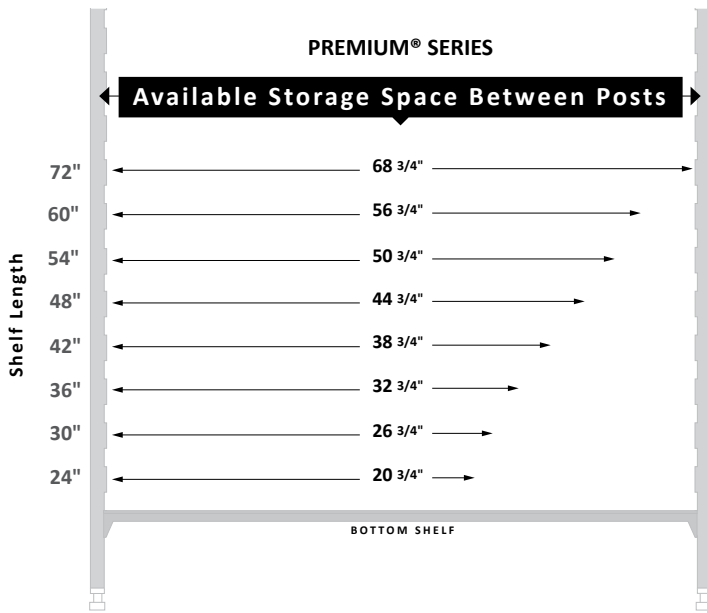 PREMIUM® SERIES
Available Storage Space Between Posts
Shelf Length
72" 68 3/4"
60" 56 3/4"
54" 50 3/4"
48" 44 3/4"
42" 38 3/4"
36" 32 3/4"
30" 26 3/4"
24" 20 3/4"
BOTTOM SHELF